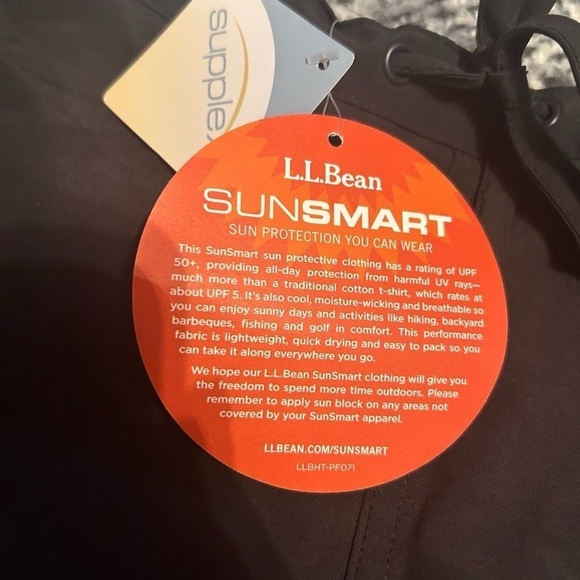 supplex
L.L.Bean
SUNSMART
SUN PROTECTION YOU CAN WEAR
This SunSmart sun protective clothing has a rating of UPF
50+, providing all-day protection from harmful UV rays—
much more than a traditional cotton t-shirt, which rates at
about UPF 5. It's also cool, moisture-wicking and breathable so
you can enjoy sunny days and activities like hiking, backyard
barbeques, fishing and golf in comfort. This performance
fabric is lightweight, quick drying and easy to pack so you
can take it along everywhere you go.
We hope our L.L.Bean SunSmart clothing will give you
the freedom to spend more time outdoors. Please
remember to apply sun block on any areas not
covered by your SunSmart apparel.
LLBEAN.COM/SUNSMART
LLBHT-PF071